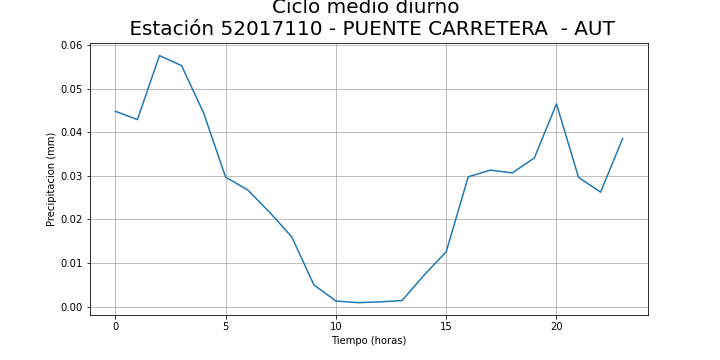 Ciclo medio diurno
Estación 52017110 - PUENTE CARRETERA  - AUT
0.06
0.05
0.04
0.03
0.02
0.01
0.00
Precipitacion (mm)
0 5 10 15 20
Tiempo (horas)